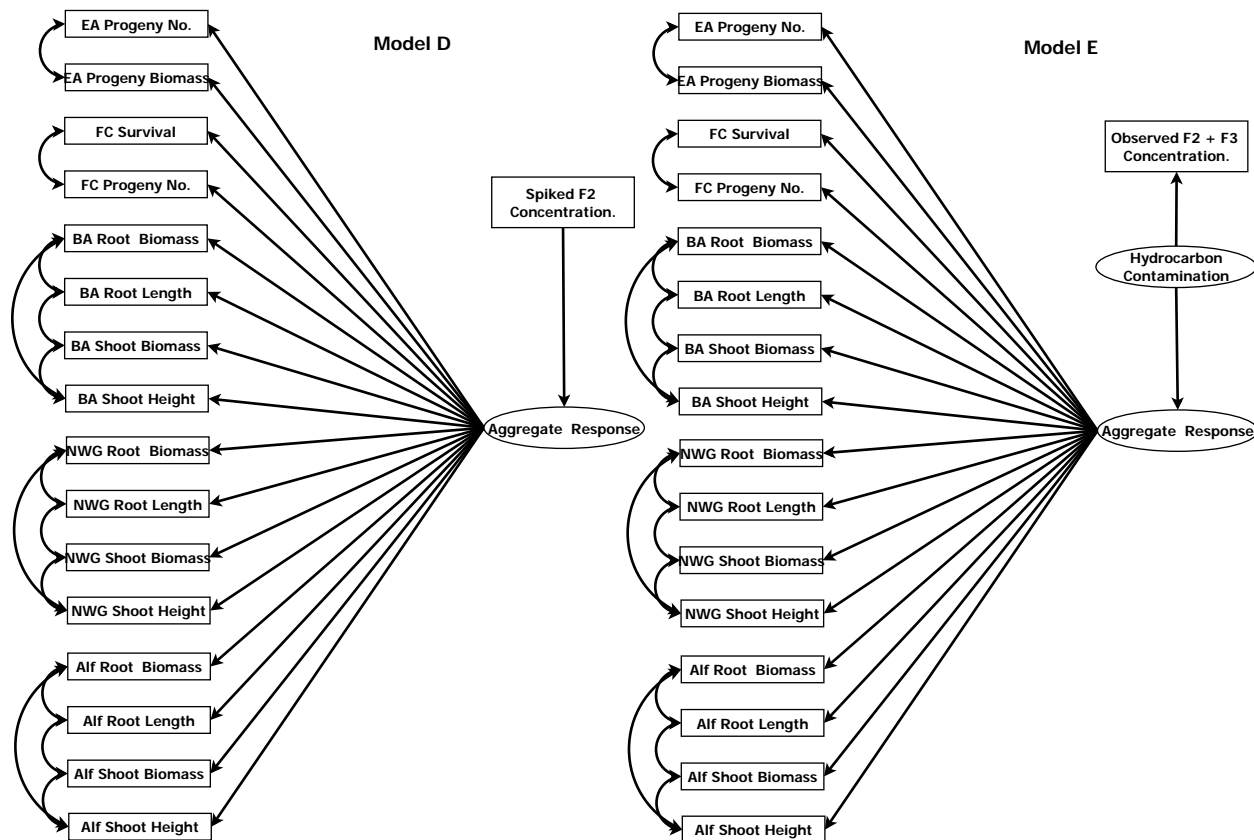 Model D
EA Progeny No.
EA Progeny Biomass
FC Survival
FC Progeny No.
BA Root Biomass
BA Root Length
BA Shoot Biomass
BA Shoot Height
NWG Root Biomass
NWG Root Length
NWG Shoot Biomass
NWG Shoot Height
Alf Root Biomass
Alf Root Length
Alf Shoot Biomass
Alf Shoot Height
Spiked F2
Concentration.
Aggregate Response
Model E
EA Progeny No.
EA Progeny Biomass
FC Survival
FC Progeny No.
BA Root Biomass
BA Root Length
BA Shoot Biomass
BA Shoot Height
NWG Root Biomass
NWG Root Length
NWG Shoot Biomass
NWG Shoot Height
Alf Root Biomass
Alf Root Length
Alf Shoot Biomass
Alf Shoot Height
Observed F2 + F3
Concentration.
Hydrocarbon
Contamination
Aggregate Response